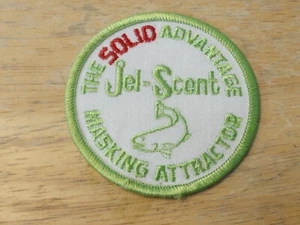 THE SOLID ADVANTAGE
Jel-Scent
MASKING ATTRACTOR